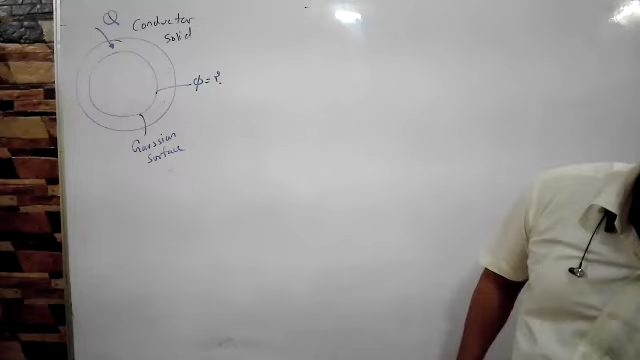 Q Conductor
solid
φ = ?
Gaussian
surface